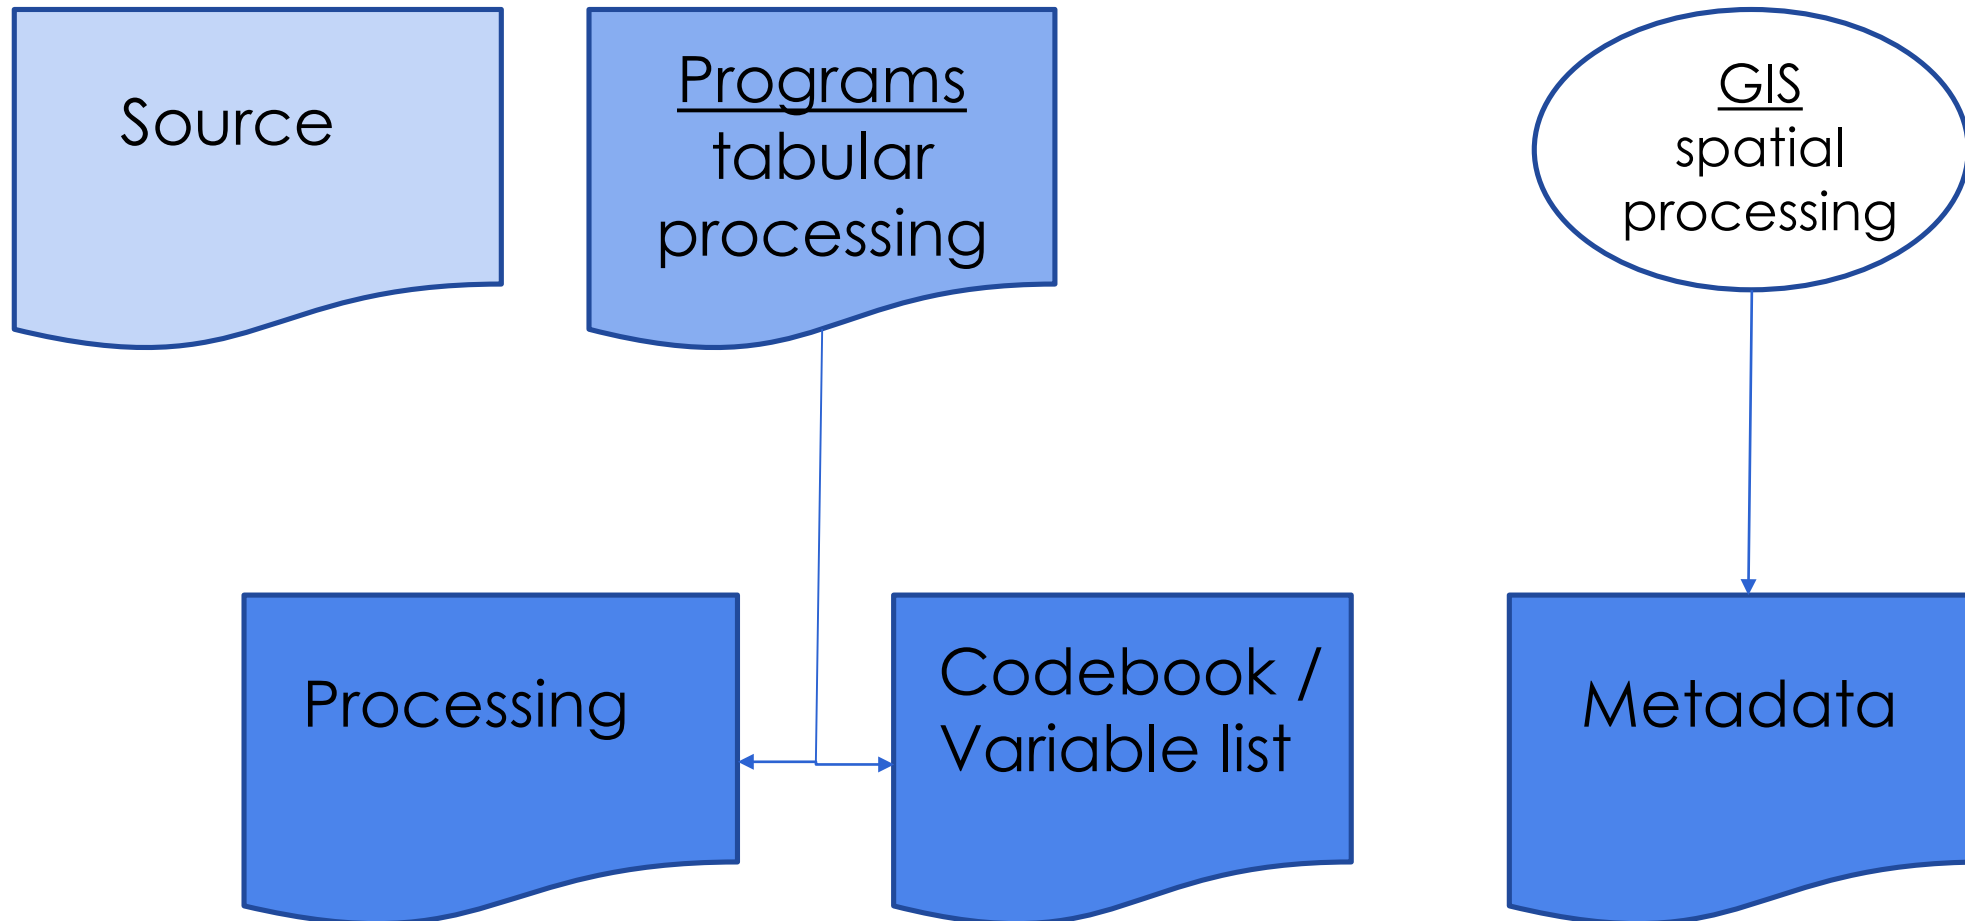 Source
Programs
tabular
processing
GIS
spatial
processing
Processing
Codebook /
Variable list
Metadata